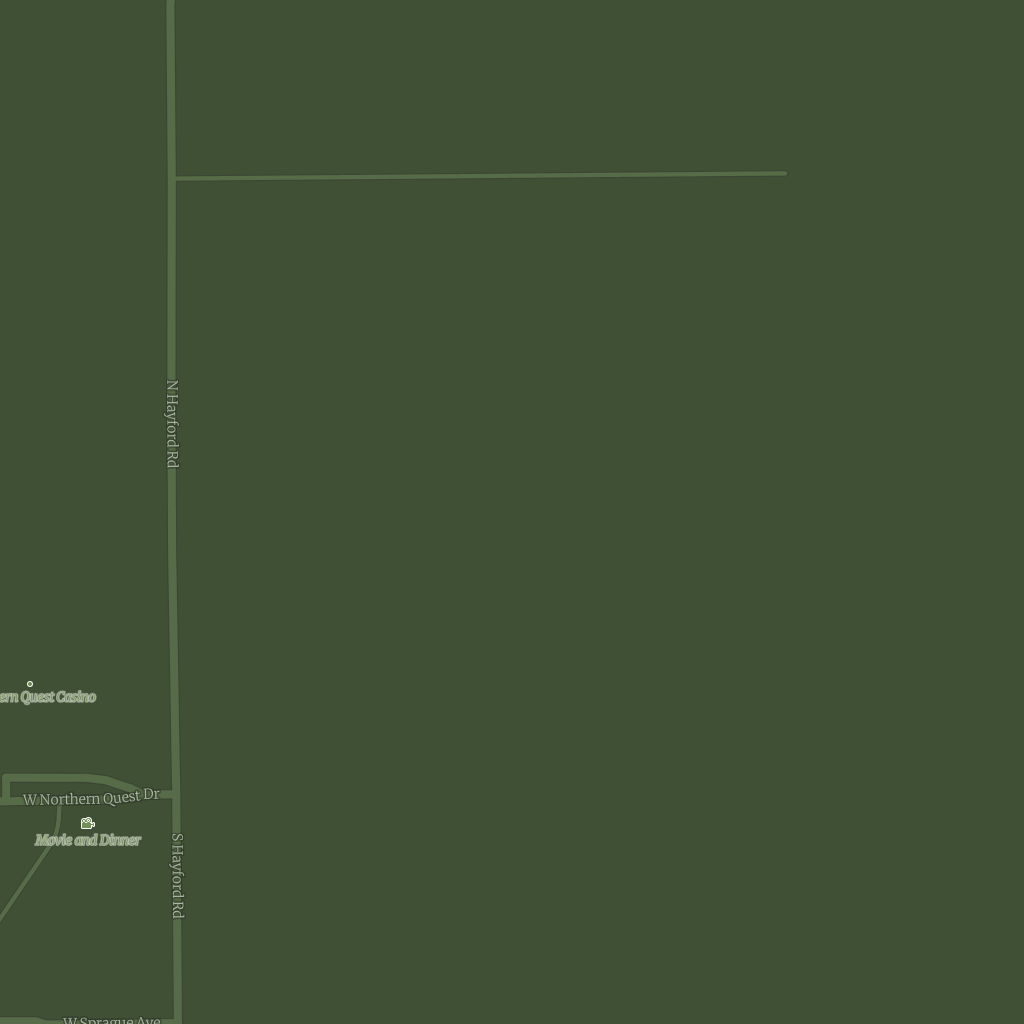 N Hayford Rd
ern Quest Casino
W Northern Quest Dr
Movie and Dinner
S Hayford Rd
W Sprague Ave